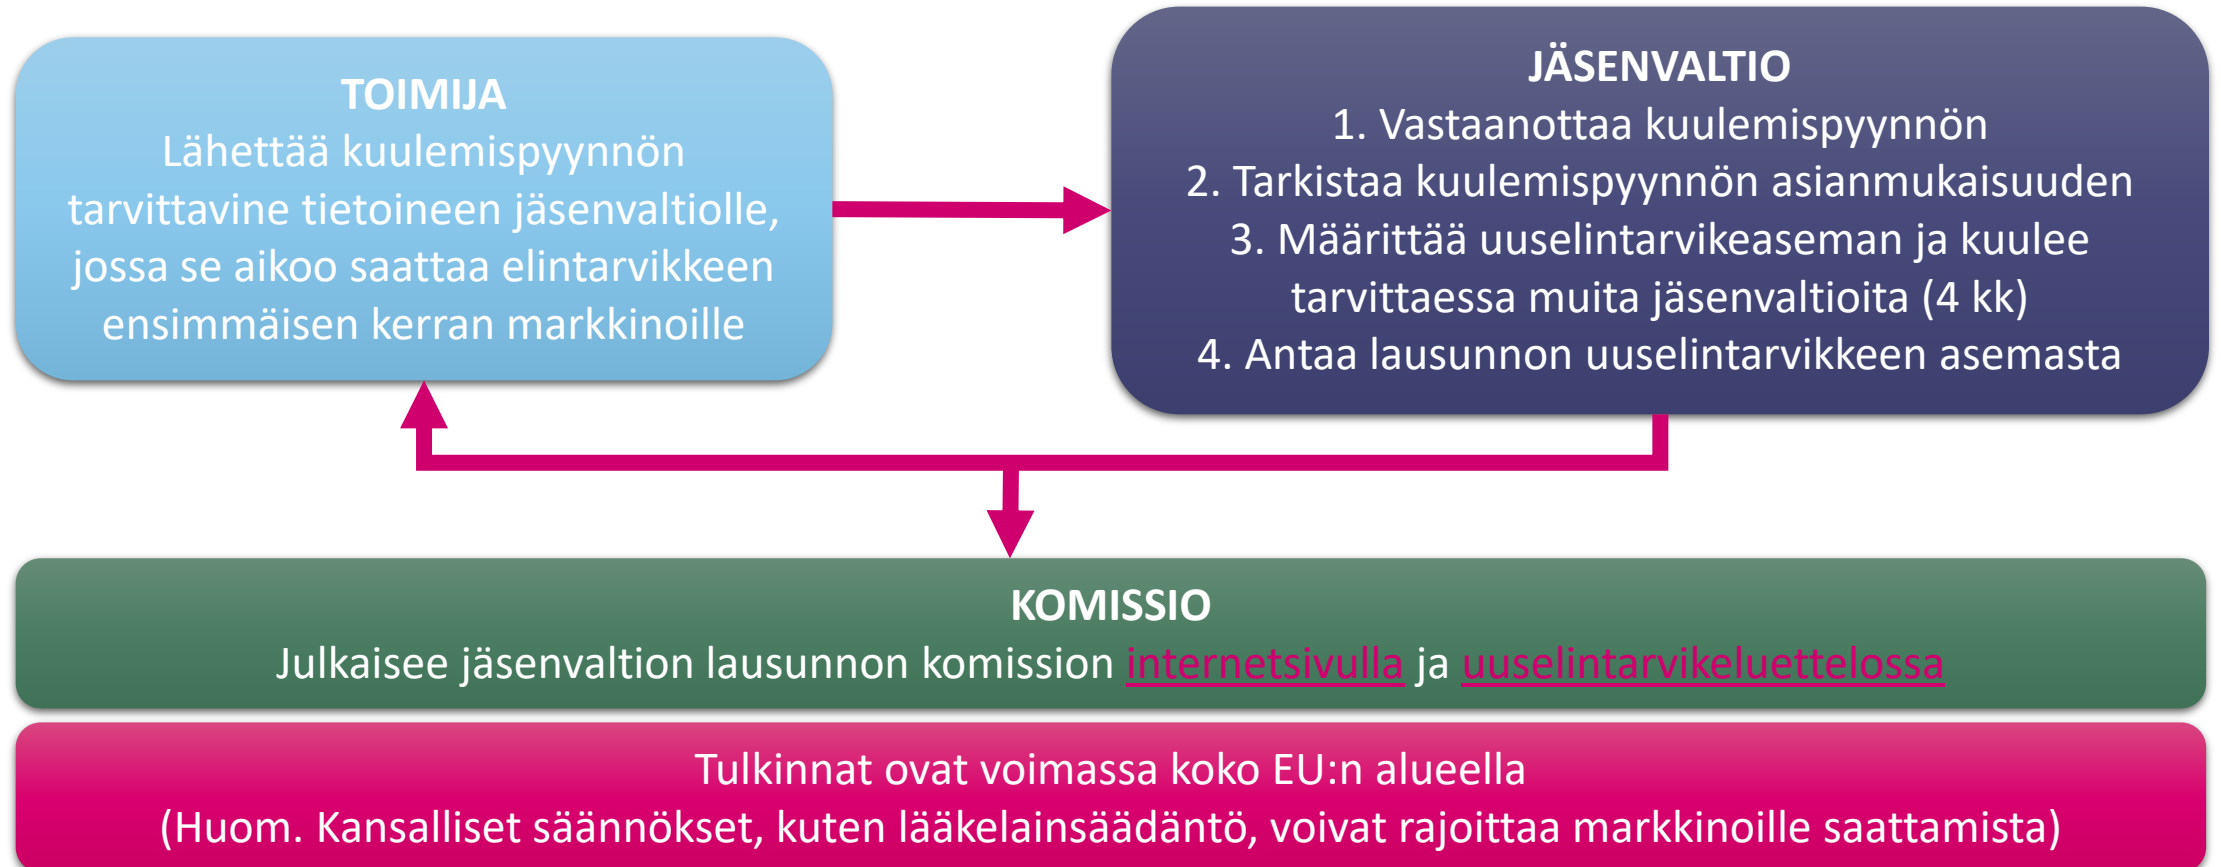 TOIMIJA
Lähettää kuulemispyynnön
tarvittavine tietoineen jäsenvaltiolle,
jossa se aikoo saattaa elintarvikkeen
ensimmäisen kerran markkinoille
JÄSENVALTIO
1. Vastaanottaa kuulemispyynnön
2. Tarkistaa kuulemispyynnön asianmukaisuuden
3. Määrittää uuselintarvikeaseman ja kuulee
tarvittaessa muita jäsenvaltioita (4 kk)
4. Antaa lausunnon uuselintarvikkeen asemasta
KOMISSIO
Julkaisee jäsenvaltion lausunnon komission internetsivulla ja uuselintarvikeluettelossa
Tulkinnat ovat voimassa koko EU:n alueella
(Huom. Kansalliset säännökset, kuten lääkelainsäädäntö, voivat rajoittaa markkinoille saattamista)